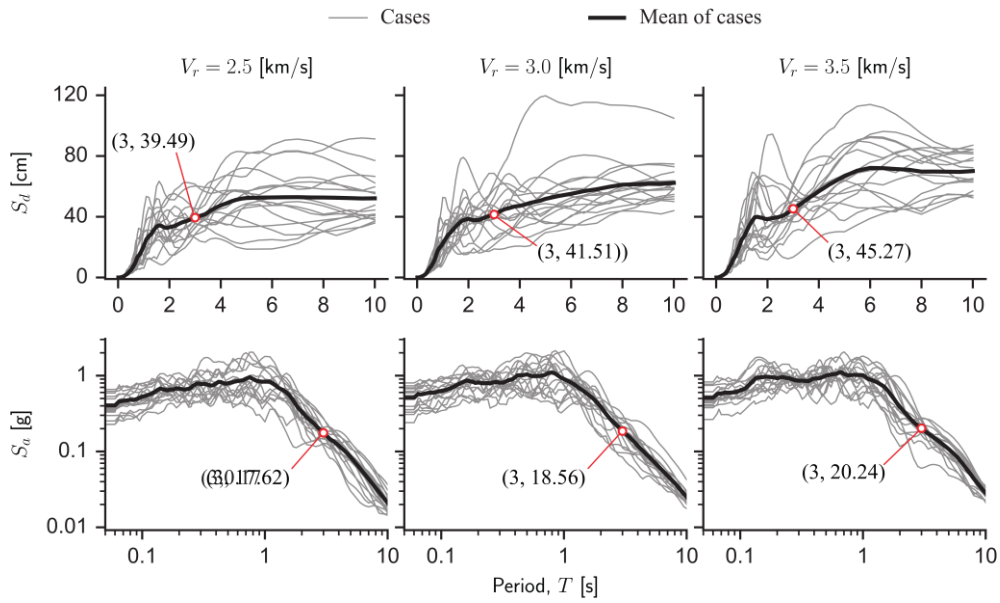 Cases Mean of cases
V_r = 2.5 [km/s] V_r = 3.0 [km/s] V_r = 3.5 [km/s]
120
(3, 39.49)
80
S_d [cm]
40
(3, 41.51)) (3, 45.27)
0
0 2 4 6 8 10 0 2 4 6 8 10 0 2 4 6 8 10
1
S_a [g]
0.1
(3, 18.56) (3, 20.24)
0.01
0.1 1 10 0.1 1 10 0.1 1 10
Period, T [s]